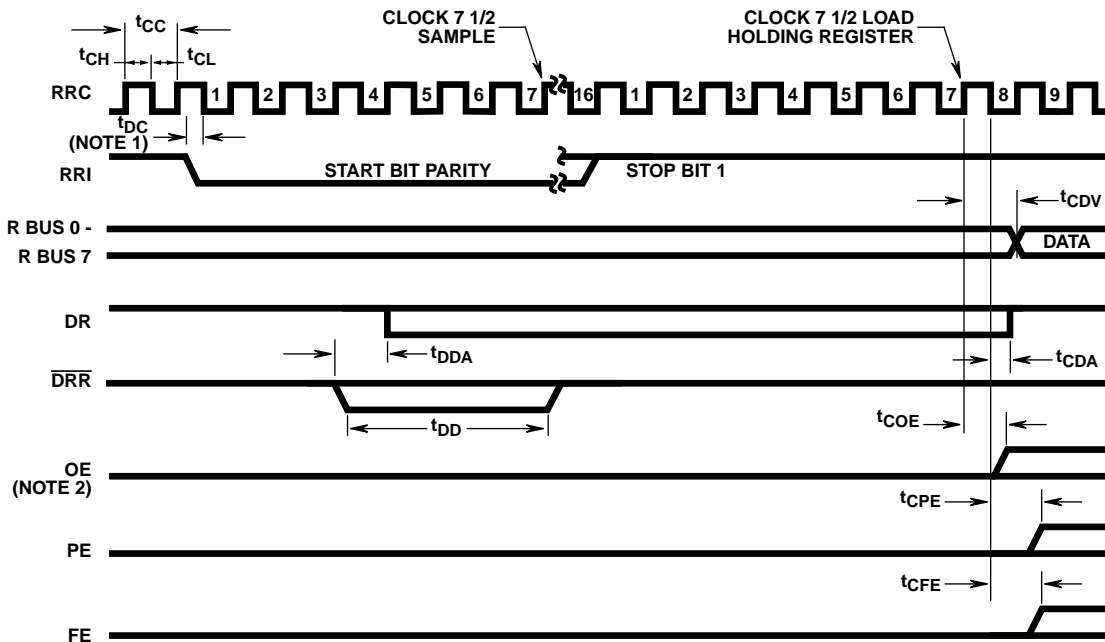 tCC
CLOCK 7 1/2
SAMPLE
CLOCK 7 1/2 LOAD
HOLDING REGISTER
tCH
tCL
RRC
1 2 3 4 5 6 7 16 1 2 3 4 5 6 7 8 9
tDC
(NOTE 1)
RRI
START BIT PARITY
STOP BIT 1
tCDV
R BUS 0 -
R BUS 7
DATA
DR
tDDA
tCDA
DRR
tDD
tCOE
OE
(NOTE 2)
tCPE
PE
tCFE
FE